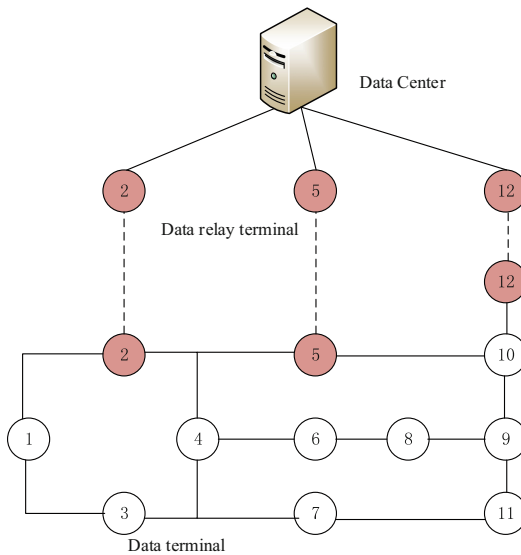 Data Center
2 5 12
Data relay terminal
12
2 5 10
1 4 6 8 9
3 7 11
Data terminal